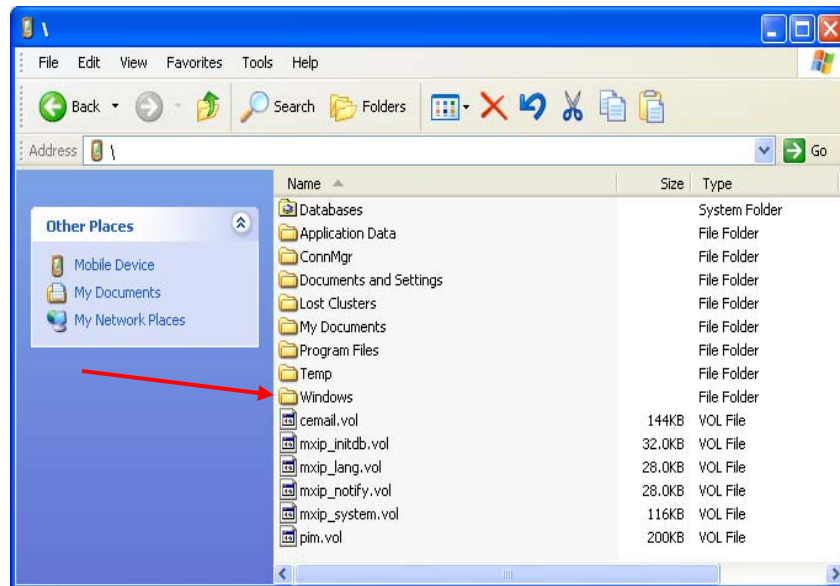 \
File Edit View Favorites Tools Help
Back Search Folders
Address \ Go
Name Size Type
Other Places
Mobile Device
My Documents
My Network Places
Databases System Folder
Application Data File Folder
ConnMgr File Folder
Documents and Settings File Folder
Lost Clusters File Folder
My Documents File Folder
Program Files File Folder
Temp File Folder
Windows File Folder
cemail.vol 144KB VOL File
mxip_initdb.vol 32.0KB VOL File
mxip_lang.vol 28.0KB VOL File
mxip_notify.vol 28.0KB VOL File
mxip_system.vol 116KB VOL File
pim.vol 200KB VOL File